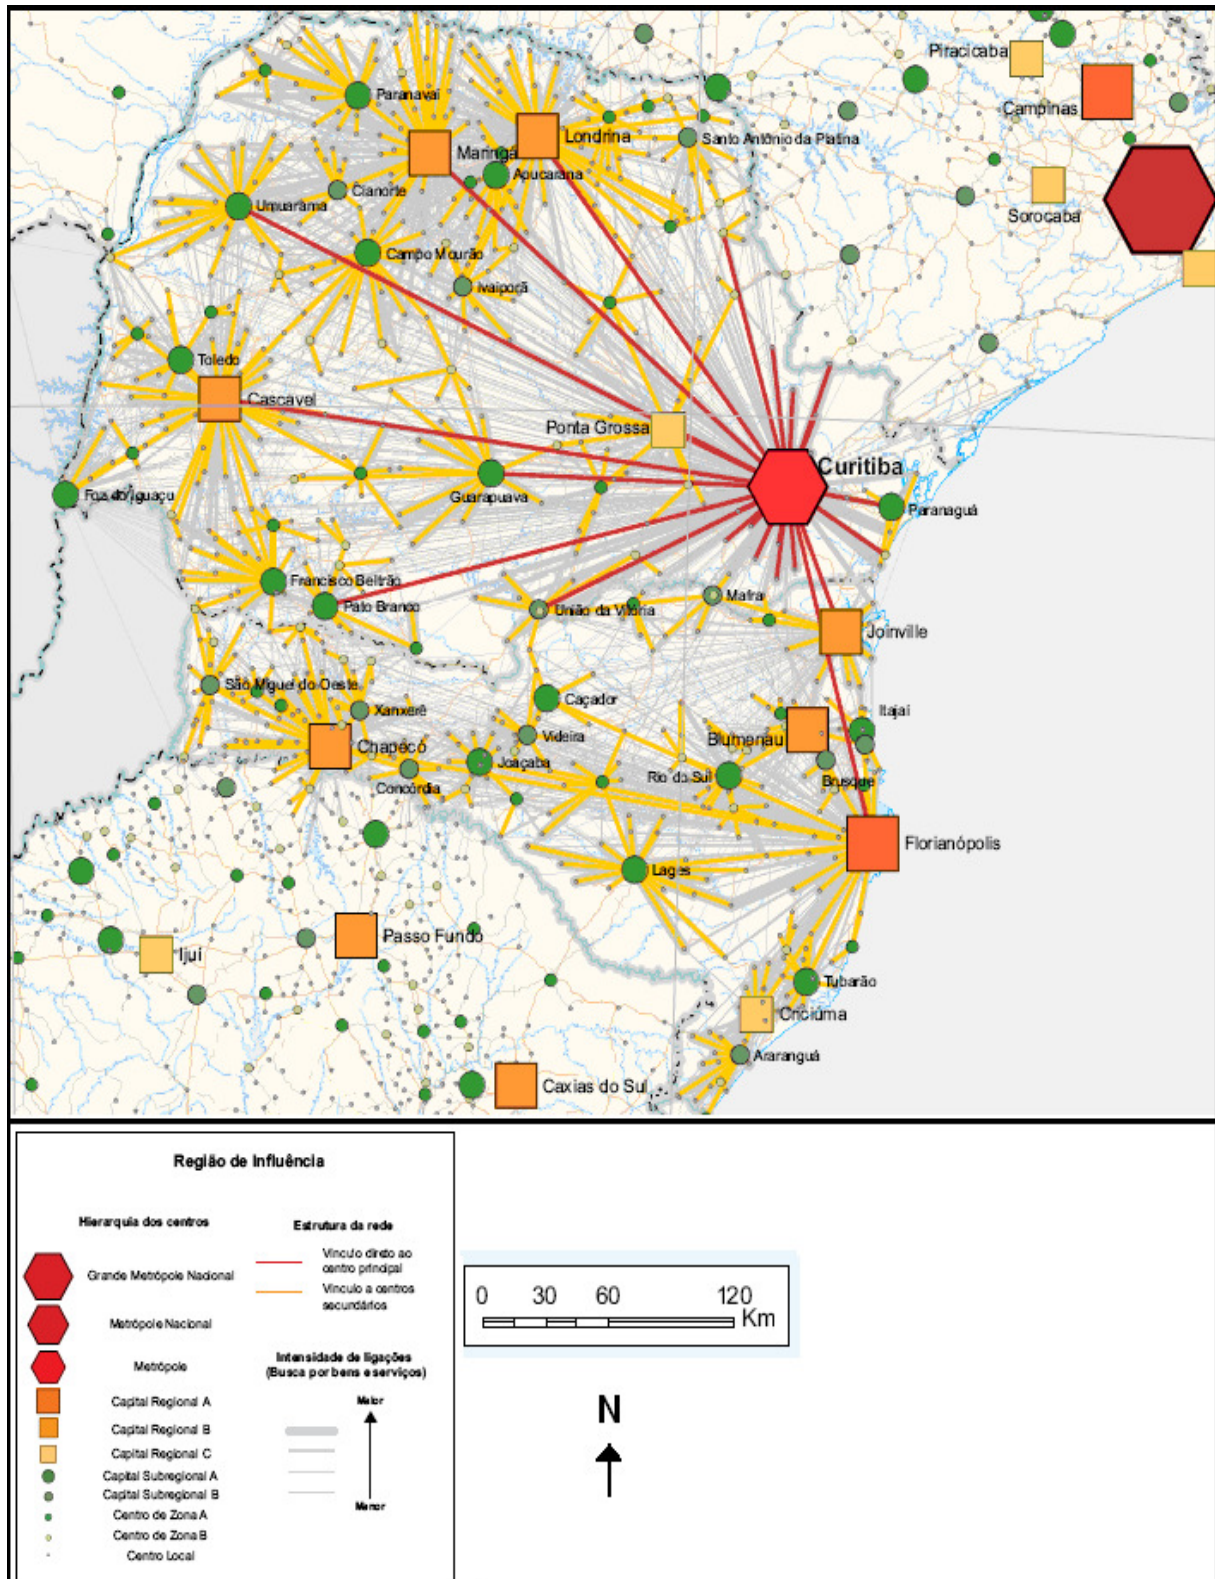 Piracicaba
Campinas
Paranavaí
Londrina
Maringá
Santo Antônio da Platina
Apucarana
Cianorte
Umuarama
Sorocaba
Campo Mourão
Ivaiporã
Toledo
Cascavel
Ponta Grossa
Curitiba
Foz do Iguaçu
Guarapuava
Paranaguá
Francisco Beltrão
Pato Branco
União da Vitória
Mafra
Joinville
São Miguel do Oeste
Caçador
Xanxerê
Itajaí
Videira
Blumenau
Chapecó
Joaçaba
Rio do Sul
Brusque
Concórdia
Florianópolis
Lages
Passo Fundo
Ijuí
Tubarão
Criciúma
Araranguá
Caxias do Sul
Região de Influência
Hierarquia dos centros
Grande Metrópole Nacional
Metrópole Nacional
Metrópole
Capital Regional A
Capital Regional B
Capital Regional C
Capital Subregional A
Capital Subregional B
Centro de Zona A
Centro de Zona B
Centro Local
Estrutura da rede
Vínculo direto ao
centro principal
Vínculo a centros
secundários
Intensidade de ligações
(Busca por bens e serviços)
Maior
Menor
0 30 60 120
Km
N